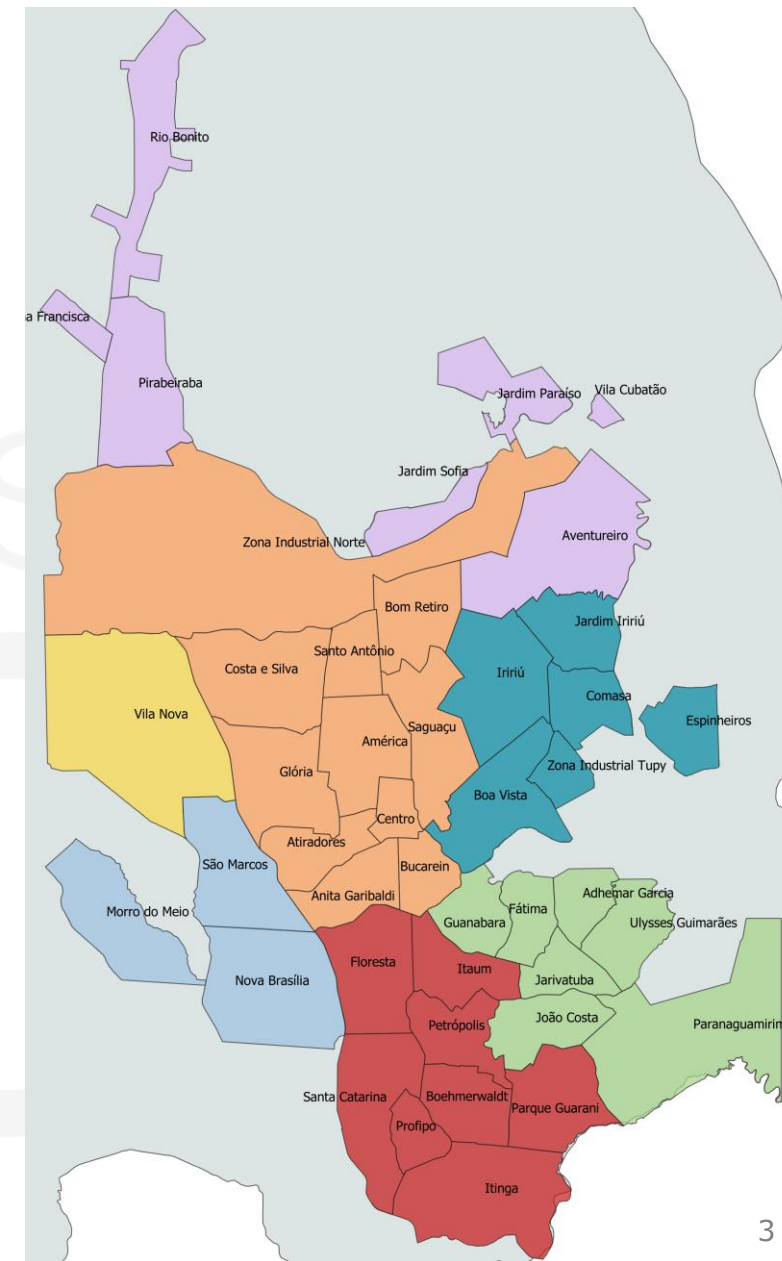 Rio Bonito
a Francisca
Pirabeiraba
Jardim Paraíso
Vila Cubatão
Jardim Sofia
Zona Industrial Norte
Aventureiro
Bom Retiro
Jardim Iririú
Santo Antônio
Costa e Silva
Iririú
Comasa
Vila Nova
Saguaçu
Espinheiros
América
Zona Industrial Tupy
Glória
Boa Vista
Centro
Atiradores
São Marcos
Bucarein
Anita Garibaldi
Adhemar Garcia
Morro do Meio
Fátima
Guanabara
Ulysses Guimarães
Floresta
Itaum
Nova Brasília
Jarivatuba
João Costa
Petrópolis
Paranaguamirin
Santa Catarina
Boehmerwaldt
Parque Guarani
Profipo
Itinga
3